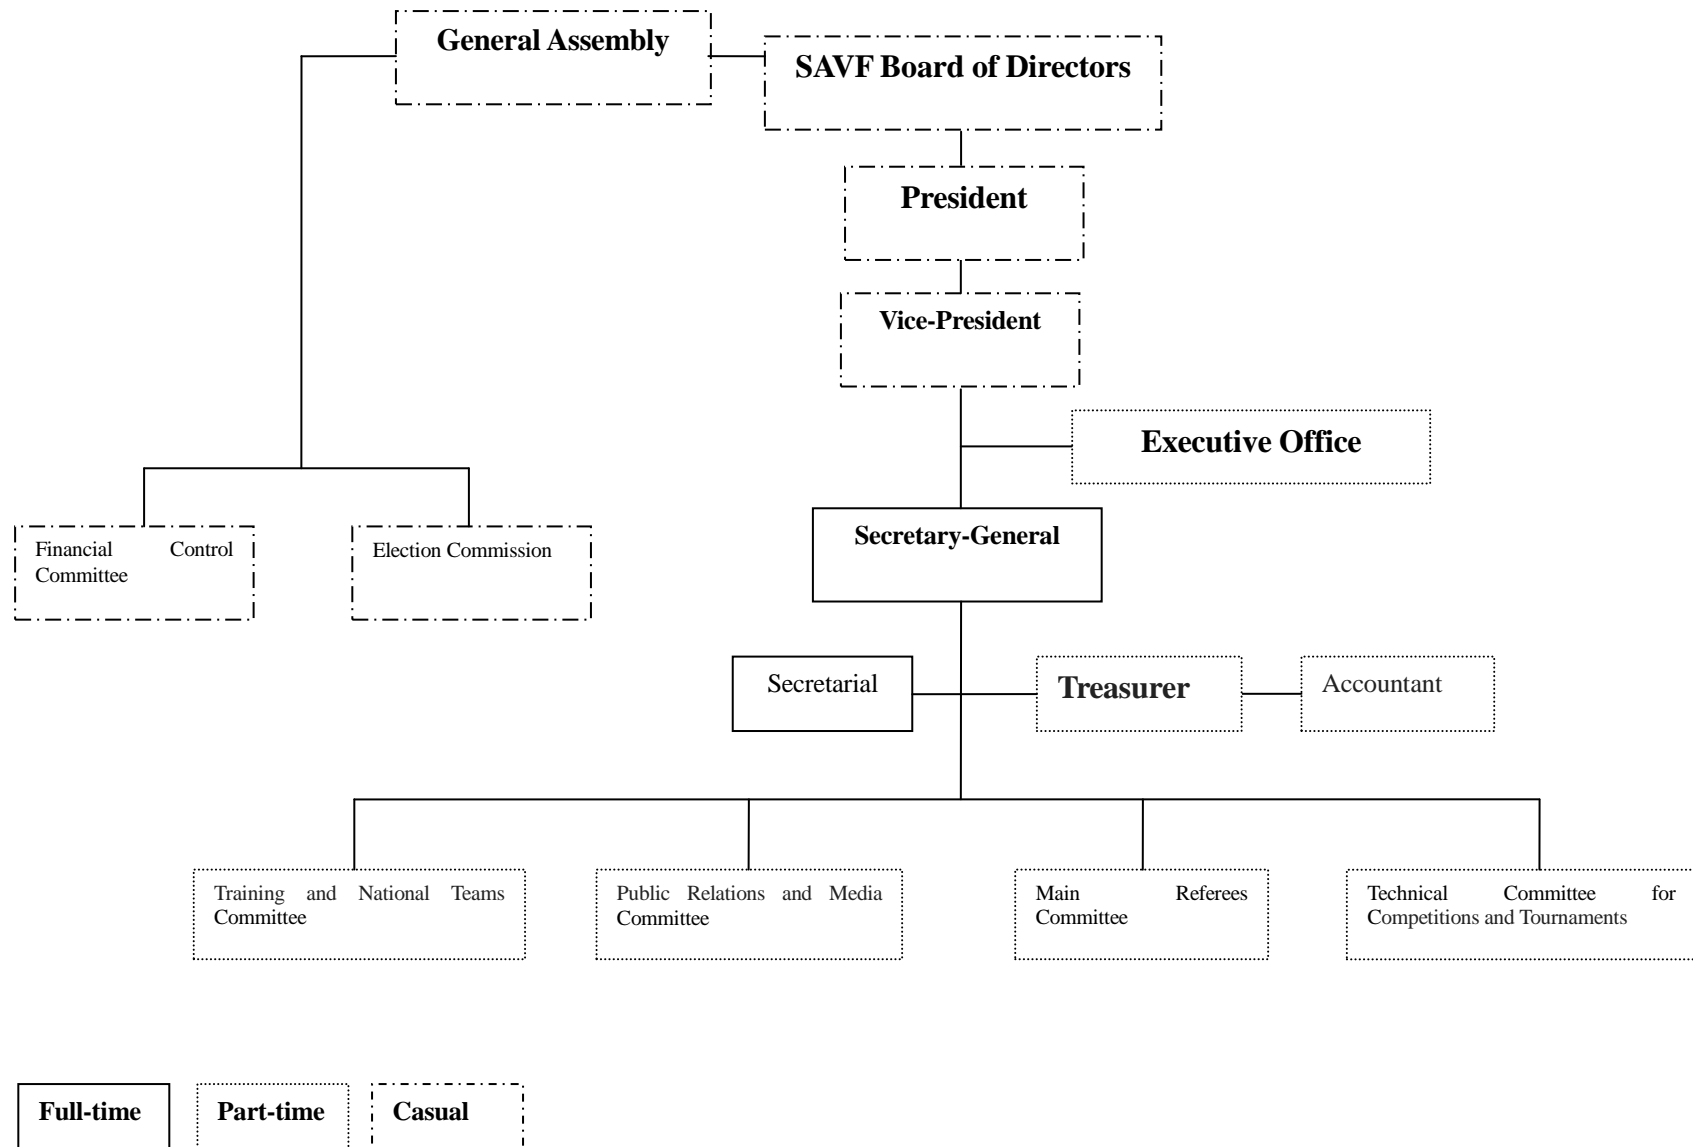 General Assembly
SAVF Board of Directors
President
Vice-President
Executive Office
Secretary-General
Financial Control
Committee
Election Commission
Secretarial
Treasurer
Accountant
Training and National Teams
Committee
Public Relations and Media
Committee
Main Referees
Committee
Technical Committee for
Competitions and Tournaments
Full-time
Part-time
Casual